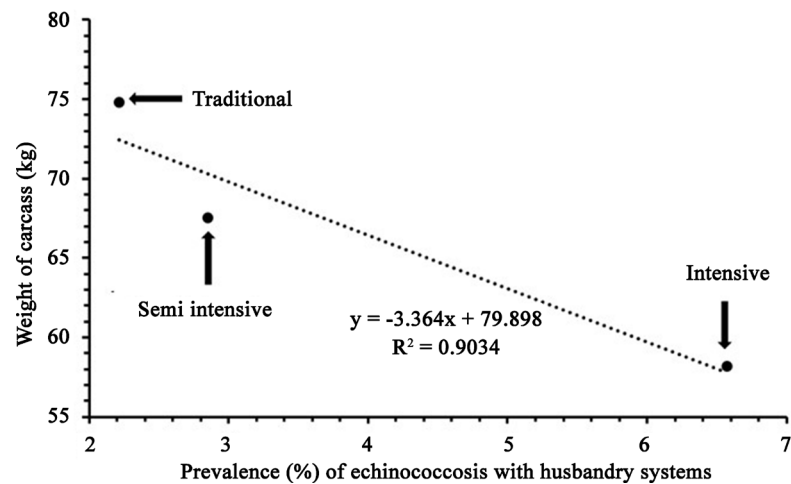 80
75
70
65
60
55
Weight of carcass (kg)
Traditional
Semi intensive
Intensive
y = -3.364x + 79.898
R² = 0.9034
2 3 4 5 6 7
Prevalence (%) of echinococcosis with husbandry systems